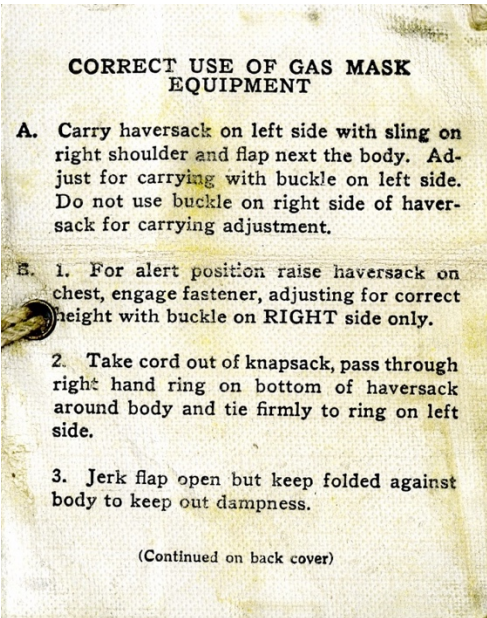 CORRECT USE OF GAS MASK
EQUIPMENT
A. Carry haversack on left side with sling on
right shoulder and flap next the body. Ad-
just for carrying with buckle on left side.
Do not use buckle on right side of haver-
sack for carrying adjustment.
B. 1. For alert position raise haversack on
chest, engage fastener, adjusting for correct
height with buckle on RIGHT side only.
2. Take cord out of knapsack, pass through
right hand ring on bottom of haversack
around body and tie firmly to ring on left
side.
3. Jerk flap open but keep folded against
body to keep out dampness.
(Continued on back cover)